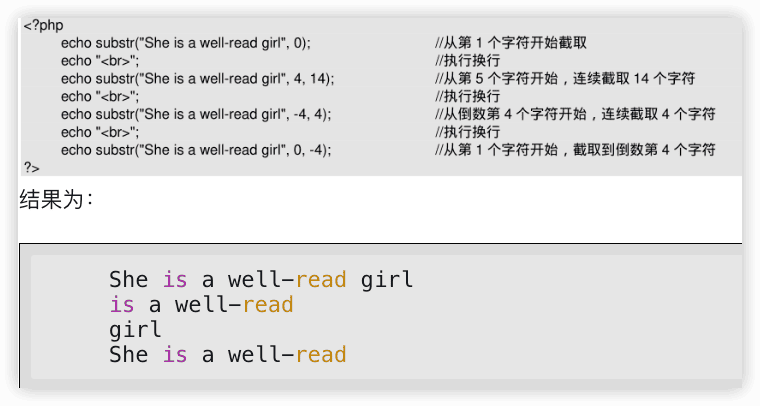 <?php
echo substr("She is a well-read girl", 0); //从第 1 个字符开始截取
echo "<br>"; //执行换行
echo substr("She is a well-read girl", 4, 14); //从第 5 个字符开始，连续截取 14 个字符
echo "<br>"; //执行换行
echo substr("She is a well-read girl", -4, 4); //从倒数第 4 个字符开始，连续截取 4 个字符
echo "<br>"; //执行换行
echo substr("She is a well-read girl", 0, -4); //从第 1 个字符开始，截取到倒数第 4 个字符
?>
结果为：
She is a well-read girl
is a well-read
girl
She is a well-read